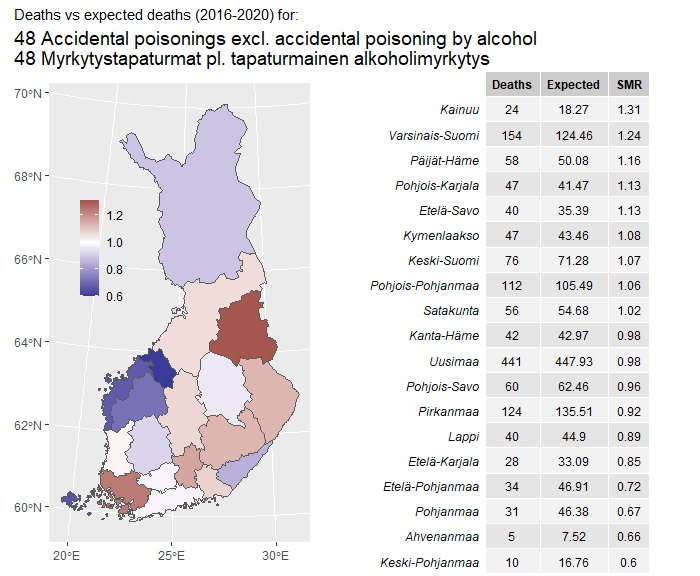 Deaths vs expected deaths (2016-2020) for:
48 Accidental poisonings excl. accidental poisoning by alcohol
48 Myrkytystapaturmat pl. tapaturmainen alkoholimyrkytys
Deaths Expected SMR
Kainuu 24 18.27 1.31
Varsinais-Suomi 154 124.46 1.24
Päijät-Häme 58 50.08 1.16
Pohjois-Karjala 47 41.47 1.13
Etelä-Savo 40 35.39 1.13
Kymenlaakso 47 43.46 1.08
Keski-Suomi 76 71.28 1.07
Pohjois-Pohjanmaa 112 105.49 1.06
Satakunta 56 54.68 1.02
Kanta-Häme 42 42.97 0.98
Uusimaa 441 447.93 0.98
Pohjois-Savo 60 62.46 0.96
Pirkanmaa 124 135.51 0.92
Lappi 40 44.9 0.89
Etelä-Karjala 28 33.09 0.85
Etelä-Pohjanmaa 34 46.91 0.72
Pohjanmaa 31 46.38 0.67
Ahvenanmaa 5 7.52 0.66
Keski-Pohjanmaa 10 16.76 0.6
70°N
68°N
66°N
64°N
62°N
60°N
1.2
1.0
0.8
0.6
20°E 25°E 30°E